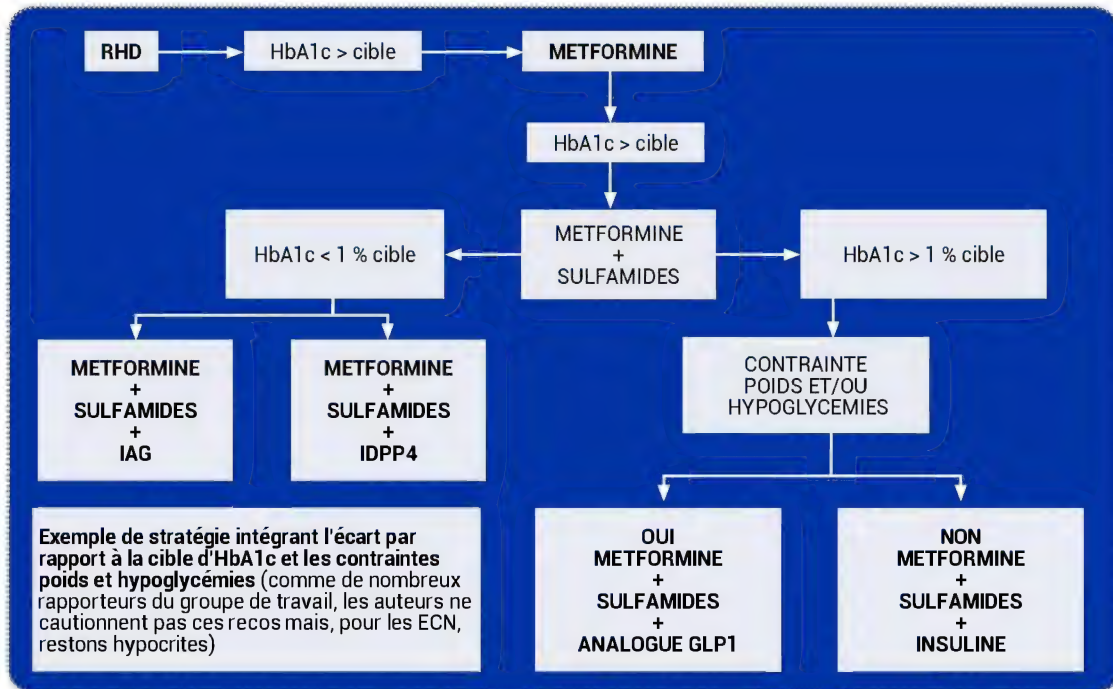 RHD
HbA1c > cible
METFORMINE
HbA1c > cible
HbA1c < 1 % cible
METFORMINE
+
SULFAMIDES
HbA1c > 1 % cible
METFORMINE
+
SULFAMIDES
+
IAG
METFORMINE
+
SULFAMIDES
+
IDPP4
CONTRAINTE
POIDS ET/OU
HYPOGLYCEMIES
Exemple de stratégie intégrant l'écart par
rapport à la cible d'HbA1c et les contraintes
poids et hypoglycémies (comme de nombreux
rapporteurs du groupe de travail, les auteurs ne
cautionnent pas ces recos mais, pour les ECN,
restons hypocrites)
OUI
METFORMINE
+
SULFAMIDES
+
ANALOGUE GLP1
NON
METFORMINE
+
SULFAMIDES
+
INSULINE